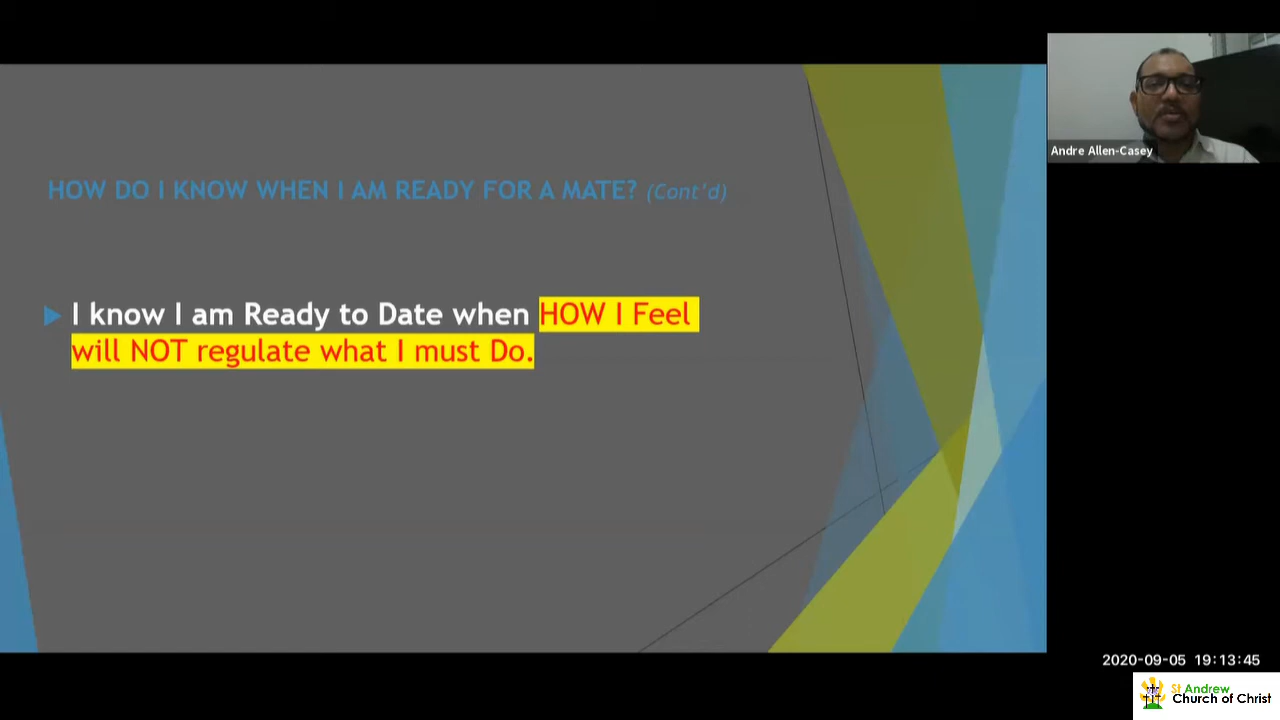 HOW DO I KNOW WHEN I AM READY FOR A MATE? (Cont'd)
I know I am Ready to Date when HOW I Feel
will NOT regulate what I must Do.
Andre Allen-Casey
2020-09-05 19:13:45
St Andrew
Church of Christ